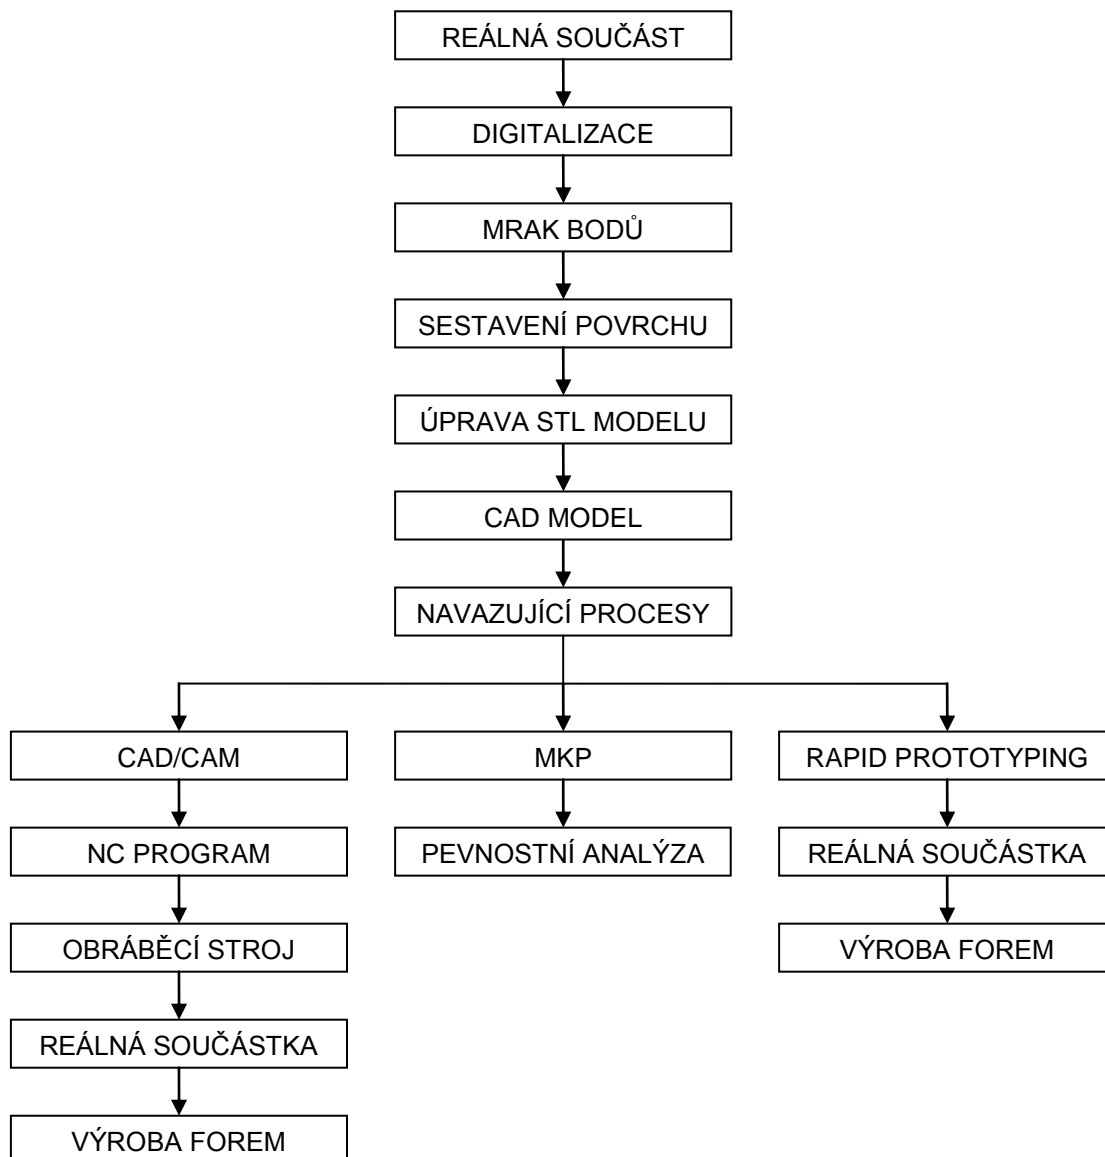 REÁLNÁ SOUČÁST
DIGITALIZACE
MRAK BODŮ
SESTAVENÍ POVRCHU
ÚPRAVA STL MODELU
CAD MODEL
NAVAZUJÍCÍ PROCESY
CAD/CAM
MKP
RAPID PROTOTYPING
NC PROGRAM
PEVNOSTNÍ ANALÝZA
REÁLNÁ SOUČÁSTKA
OBRÁBĚCÍ STROJ
VÝROBA FOREM
REÁLNÁ SOUČÁSTKA
VÝROBA FOREM